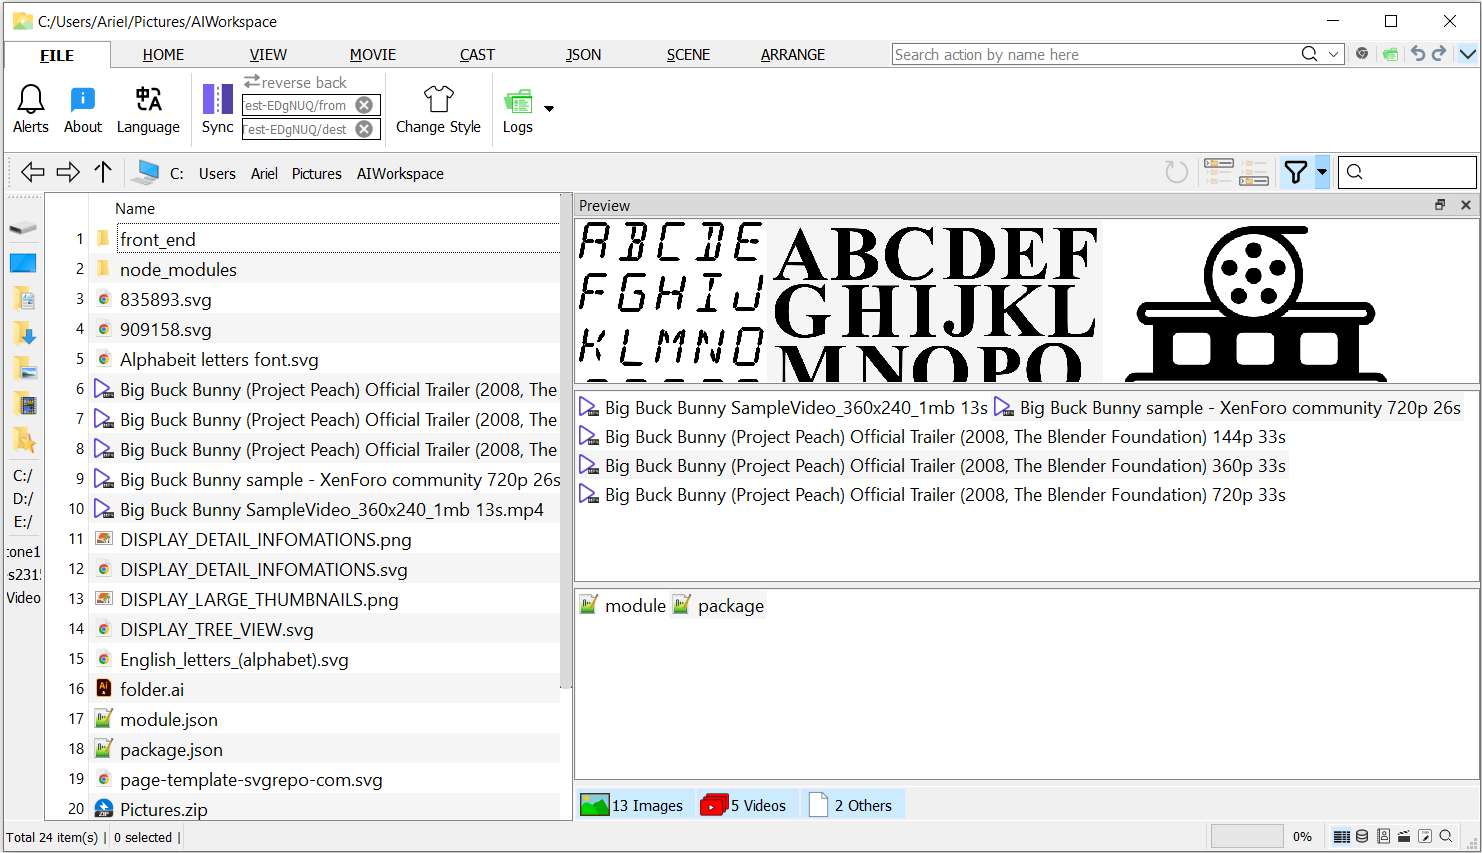 C:/Users/Ariel/Pictures/AIWorkspace
FILE HOME VIEW MOVIE CAST JSON SCENE ARRANGE Search action by name here
Alerts About Language Sync reverse back Change Style Logs
Test-EDgNUQ/from
Test-EDgNUQ/dest
C: Users Ariel Pictures AIWorkspace
Name
1 front_end
2 node_modules
3 835893.svg
4 909158.svg
5 Alphabeit letters font.svg
6 Big Buck Bunny (Project Peach) Official Trailer (2008, The
7 Big Buck Bunny (Project Peach) Official Trailer (2008, The
8 Big Buck Bunny (Project Peach) Official Trailer (2008, The
9 Big Buck Bunny sample - XenForo community 720p 26s
10 Big Buck Bunny SampleVideo_360x240_1mb 13s.mp4
11 DISPLAY_DETAIL_INFOMATIONS.png
12 DISPLAY_DETAIL_INFOMATIONS.svg
13 DISPLAY_LARGE_THUMBNAILS.png
14 DISPLAY_TREE_VIEW.svg
15 English_letters_(alphabet).svg
16 folder.ai
17 module.json
18 package.json
19 page-template-svgrepo-com.svg
20 Pictures.zip
C:/
D:/
E:/
cone1
s2315
Video
Preview
ABCDE
FGHIJ
KLMNO
ABCDEF
GHIJKL
MNOPQ
Big Buck Bunny SampleVideo_360x240_1mb 13s Big Buck Bunny sample - XenForo community 720p 26s
Big Buck Bunny (Project Peach) Official Trailer (2008, The Blender Foundation) 144p 33s
Big Buck Bunny (Project Peach) Official Trailer (2008, The Blender Foundation) 360p 33s
Big Buck Bunny (Project Peach) Official Trailer (2008, The Blender Foundation) 720p 33s
module package
13 Images 5 Videos 2 Others
Total 24 item(s) | 0 selected | 0%